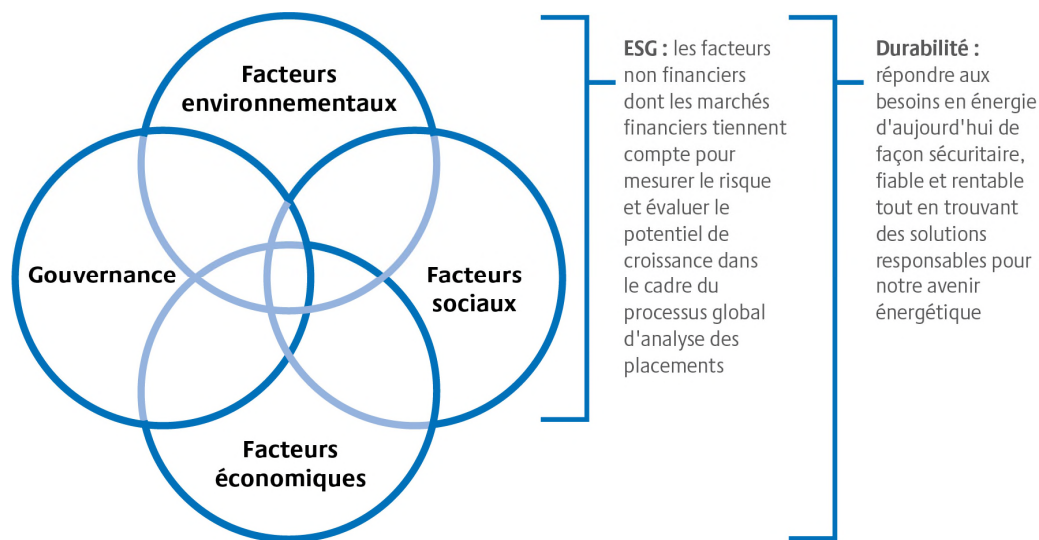 Facteurs
environnementaux
Gouvernance
Facteurs
sociaux
Facteurs
économiques
ESG : les facteurs
non financiers
dont les marchés
financiers tiennent
compte pour
mesurer le risque
et évaluer le
potentiel de
croissance dans
le cadre du
processus global
d'analyse des
placements
Durabilité :
répondre aux
besoins en énergie
d'aujourd'hui de
façon sécuritaire,
fiable et rentable
tout en trouvant
des solutions
responsables pour
notre avenir
énergétique